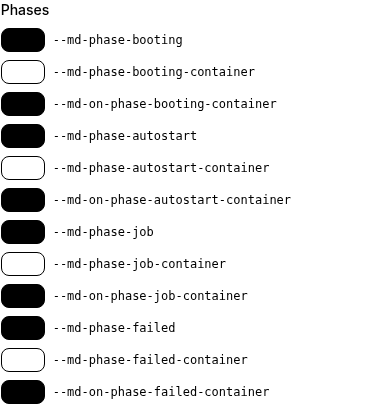 Phases
--md-phase-booting
--md-phase-booting-container
--md-on-phase-booting-container
--md-phase-autostart
--md-phase-autostart-container
--md-on-phase-autostart-container
--md-phase-job
--md-phase-job-container
--md-on-phase-job-container
--md-phase-failed
--md-phase-failed-container
--md-on-phase-failed-container